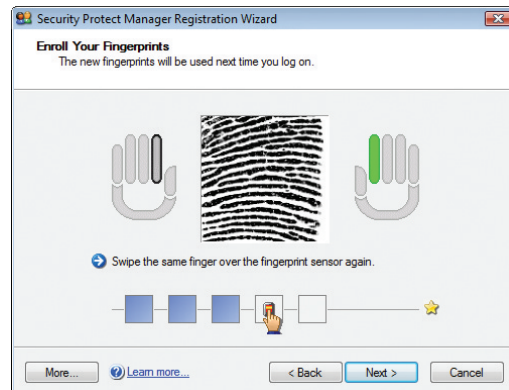 Security Protect Manager Registration Wizard
Enroll Your Fingerprints
The new fingerprints will be used next time you log on.
Swipe the same finger over the fingerprint sensor again.
More... Learn more... < Back Next > Cancel